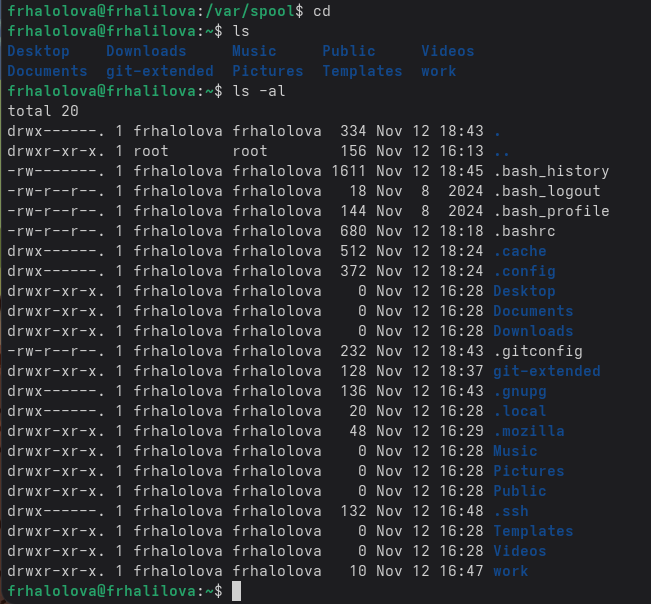 frhalolova@frhalilova:/var/spool$ cd
frhalolova@frhalilova:~$ ls
Desktop    Downloads     Music     Public     Videos
Documents  git-extended  Pictures  Templates  work
frhalolova@frhalilova:~$ ls -al
total 20
drwx------. 1 frhalolova frhalolova  334 Nov 12 18:43 .
drwxr-xr-x. 1 root       root        156 Nov 12 16:13 ..
-rw-------. 1 frhalolova frhalolova 1611 Nov 12 18:45 .bash_history
-rw-r--r--. 1 frhalolova frhalolova   18 Nov  8  2024 .bash_logout
-rw-r--r--. 1 frhalolova frhalolova  144 Nov  8  2024 .bash_profile
-rw-r--r--. 1 frhalolova frhalolova  680 Nov 12 18:18 .bashrc
drwx------. 1 frhalolova frhalolova  512 Nov 12 18:24 .cache
drwx------. 1 frhalolova frhalolova  372 Nov 12 18:24 .config
drwxr-xr-x. 1 frhalolova frhalolova    0 Nov 12 16:28 Desktop
drwxr-xr-x. 1 frhalolova frhalolova    0 Nov 12 16:28 Documents
drwxr-xr-x. 1 frhalolova frhalolova    0 Nov 12 16:28 Downloads
-rw-r--r--. 1 frhalolova frhalolova  232 Nov 12 18:43 .gitconfig
drwxr-xr-x. 1 frhalolova frhalolova  128 Nov 12 18:37 git-extended
drwx------. 1 frhalolova frhalolova  136 Nov 12 16:43 .gnupg
drwx------. 1 frhalolova frhalolova   20 Nov 12 16:28 .local
drwxr-xr-x. 1 frhalolova frhalolova   48 Nov 12 16:29 .mozilla
drwxr-xr-x. 1 frhalolova frhalolova    0 Nov 12 16:28 Music
drwxr-xr-x. 1 frhalolova frhalolova    0 Nov 12 16:28 Pictures
drwxr-xr-x. 1 frhalolova frhalolova    0 Nov 12 16:28 Public
drwx------. 1 frhalolova frhalolova  132 Nov 12 16:48 .ssh
drwxr-xr-x. 1 frhalolova frhalolova    0 Nov 12 16:28 Templates
drwxr-xr-x. 1 frhalolova frhalolova    0 Nov 12 16:28 Videos
drwxr-xr-x. 1 frhalolova frhalolova   10 Nov 12 16:47 work
frhalolova@frhalilova:~$